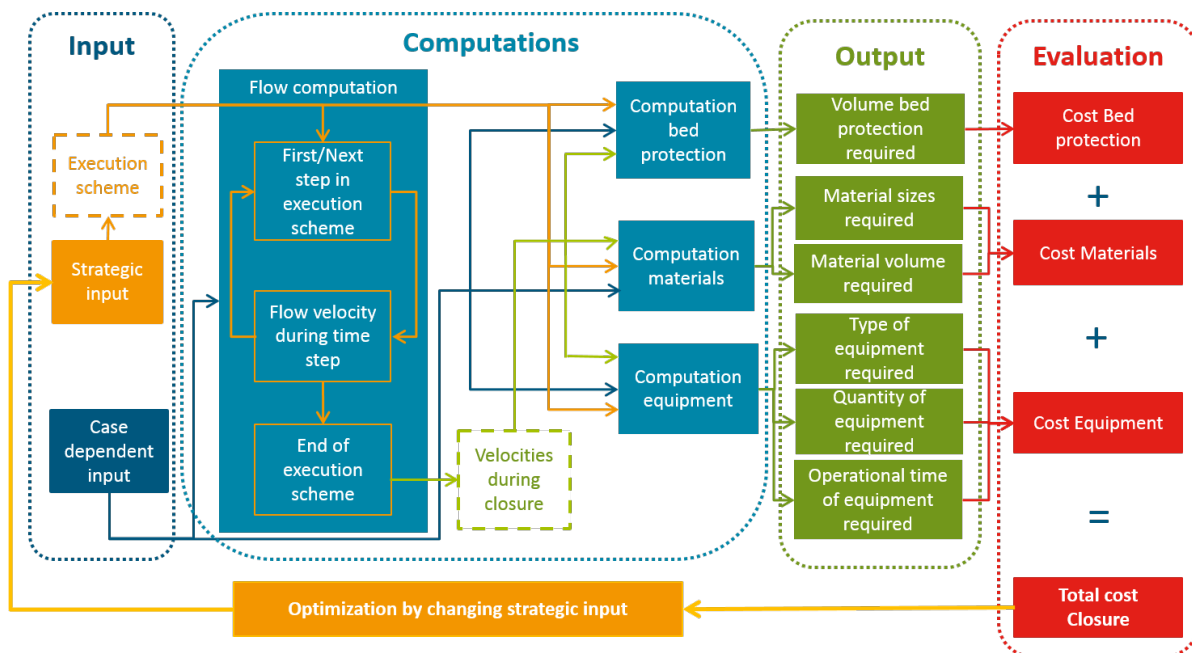 Input
Computations
Output
Evaluation
Execution
scheme
Strategic
input
Case
dependent
input
Flow computation
First/Next
step in
execution
scheme
Flow velocity
during time
step
End of
execution
scheme
Velocities
during
closure
Computation
bed
protection
Computation
materials
Computation
equipment
Volume bed
protection
required
Material sizes
required
Material volume
required
Type of
equipment
required
Quantity of
equipment
required
Operational time
of equipment
required
Cost Bed
protection
+
Cost Materials
+
Cost Equipment
=
Total cost
Closure
Optimization by changing strategic input